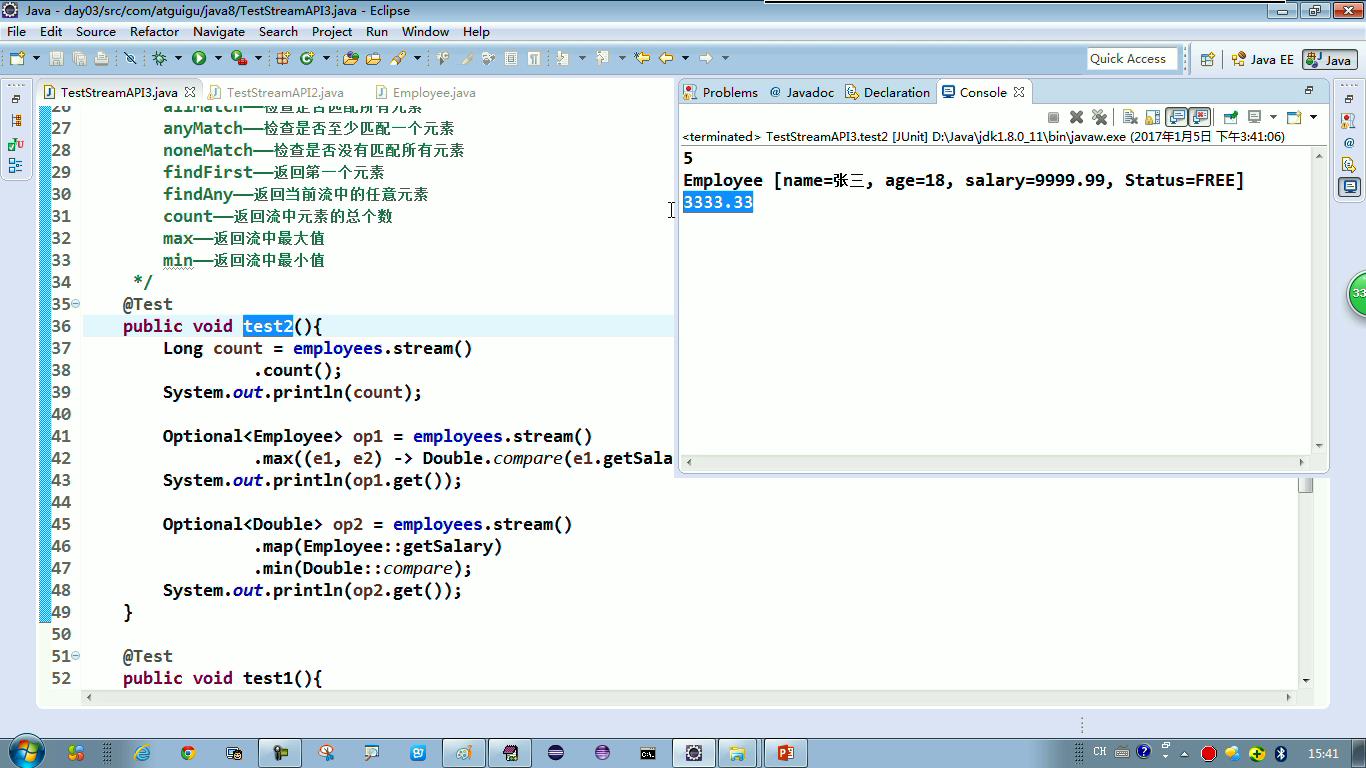 Java - day03/src/com/atguigu/java8/TestStreamAPI3.java - Eclipse
File Edit Source Refactor Navigate Search Project Run Window Help
Quick Access Java EE Java
TestStreamAPI3.java TestStreamAPI2.java Employee.java
26 allMatch——检查是否匹配所有元素
27 anyMatch——检查是否至少匹配一个元素
28 noneMatch——检查是否没有匹配所有元素
29 findFirst——返回第一个元素
30 findAny——返回当前流中的任意元素
31 count——返回流中元素的总个数
32 max——返回流中最大值
33 min——返回流中最小值
34 */
35 @Test
36 public void test2(){
37 Long count = employees.stream()
38 .count();
39 System.out.println(count);
40
41 Optional<Employee> op1 = employees.stream()
42 .max((e1, e2) -> Double.compare(e1.getSala
43 System.out.println(op1.get());
44
45 Optional<Double> op2 = employees.stream()
46 .map(Employee::getSalary)
47 .min(Double::compare);
48 System.out.println(op2.get());
49 }
50
51 @Test
52 public void test1(){
Problems Javadoc Declaration Console
<terminated> TestStreamAPI3.test2 [JUnit] D:\Java\jdk1.8.0_11\bin\javaw.exe (2017年1月5日 下午3:41:06)
5
Employee [name=张三, age=18, salary=9999.99, Status=FREE]
3333.33
33
CH 15:41